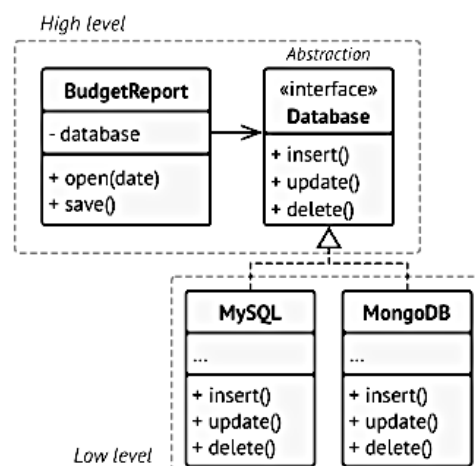 High level
Abstraction
BudgetReport
- database
+ open(date)
+ save()
«interface»
Database
+ insert()
+ update()
+ delete()
MySQL
...
+ insert()
+ update()
+ delete()
MongoDB
...
+ insert()
+ update()
+ delete()
Low level